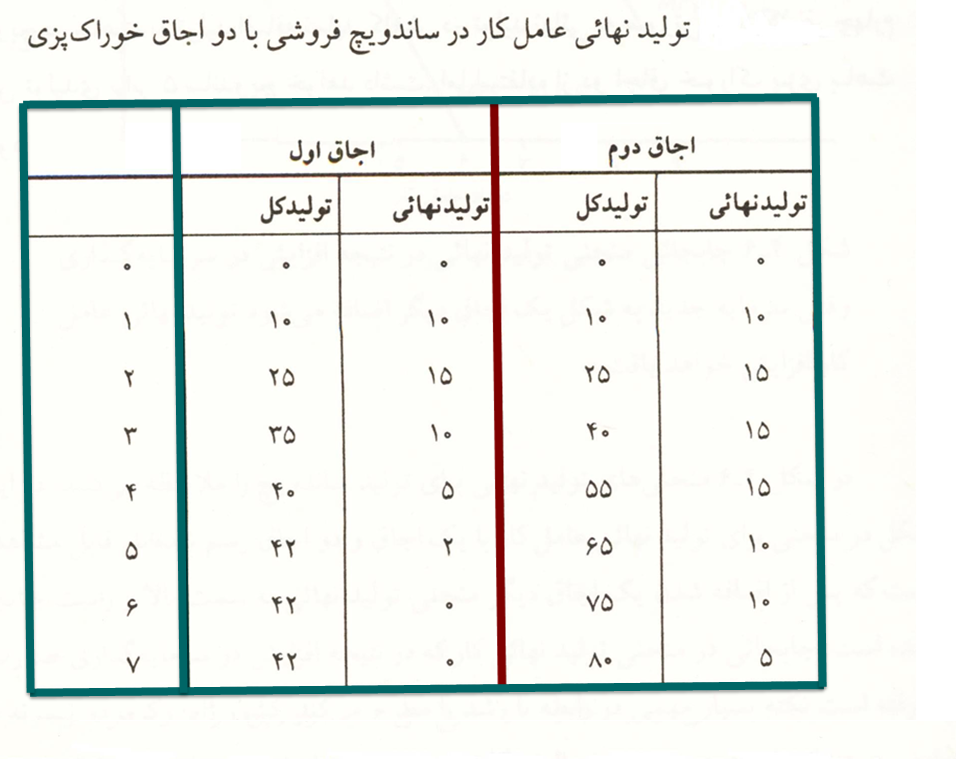 تولید نهائی عامل کار در ساندویچ فروشی با دو اجاق خوراک‌پزی
اجاق دوم اجاق اول
تولیدنهائی تولیدکل تولیدنهائی تولیدکل
۰ ۰ ۰ ۰ ۰
۱۰ ۱۰ ۱۰ ۱۰ ۱
۱۵ ۲۵ ۱۵ ۲۵ ۲
۱۵ ۴۰ ۱۰ ۳۵ ۳
۱۵ ۵۵ ۵ ۴۰ ۴
۱۰ ۶۵ ۲ ۴۲ ۵
۱۰ ۷۵ ۰ ۴۲ ۶
۵ ۸۰ ۰ ۴۲ ۷